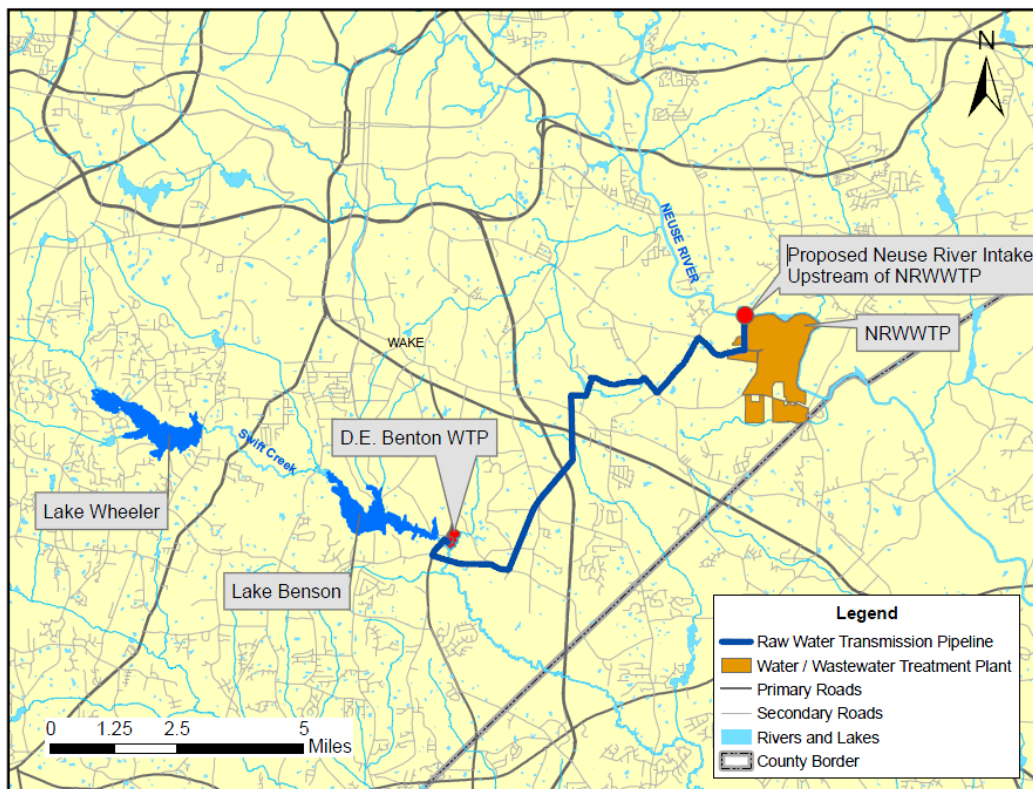 N
NEUSE RIVER
Proposed Neuse River Intake
Upstream of NRWWTP
NRWWTP
WAKE
D.E. Benton WTP
Swift Creek
Lake Wheeler
Lake Benson
Legend
Raw Water Transmission Pipeline
Water / Wastewater Treatment Plant
Primary Roads
Secondary Roads
Rivers and Lakes
County Border
0 1.25 2.5 5
Miles